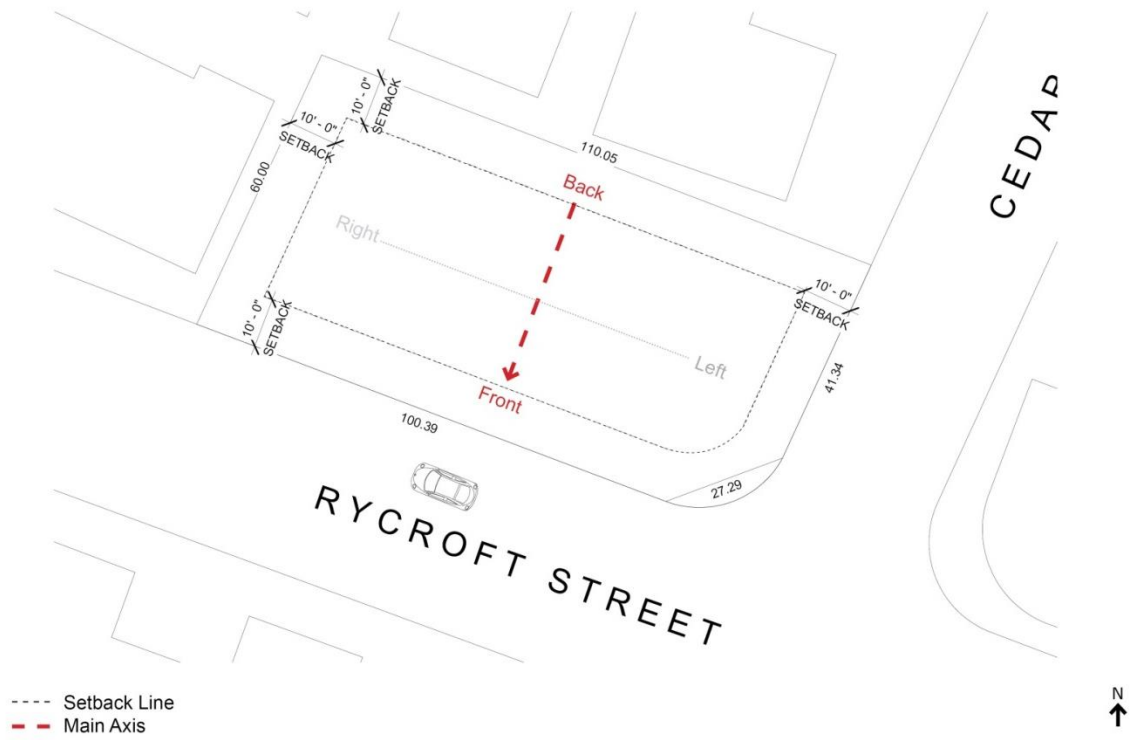 CEDAR
10' - 0"
SETBACK
10' - 0"
SETBACK
110.05
60.00
Back
Right
10' - 0"
SETBACK
10' - 0"
SETBACK
Left
Front
41.34
100.39
27.29
RYCROFT STREET
N
Setback Line
Main Axis